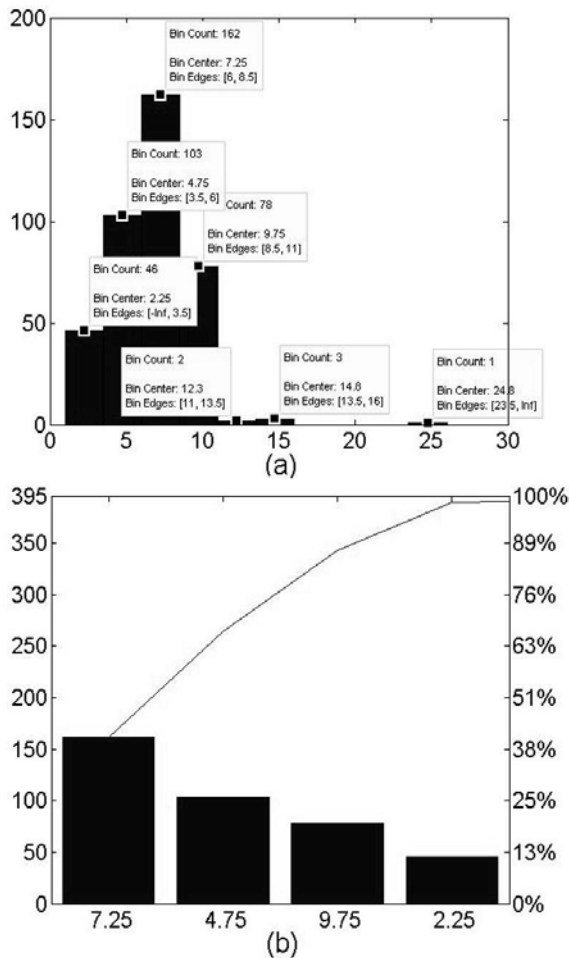 200
150
100
50
0
Bin Count: 162
Bin Center: 7.25
Bin Edges: [6, 8.5]
Bin Count: 103
Bin Center: 4.75
Bin Edges: [3.5, 6]
Count: 78
Bin Center: 9.75
Bin Edges: [8.5, 11]
Bin Count: 46
Bin Center: 2.25
Bin Edges: [-Inf, 3.5]
Bin Count: 2
Bin Center: 12.3
Bin Edges: [11, 13.5]
Bin Count: 3
Bin Center: 14.8
Bin Edges: [13.5, 16]
Bin Count: 1
Bin Center: 24.8
Bin Edges: [23.5, Inf]
0 5 10 15 20 25 30
(a)
395 100%
350 89%
300 76%
250 63%
200 51%
150 38%
100 25%
50 13%
0 0%
7.25 4.75 9.75 2.25
(b)